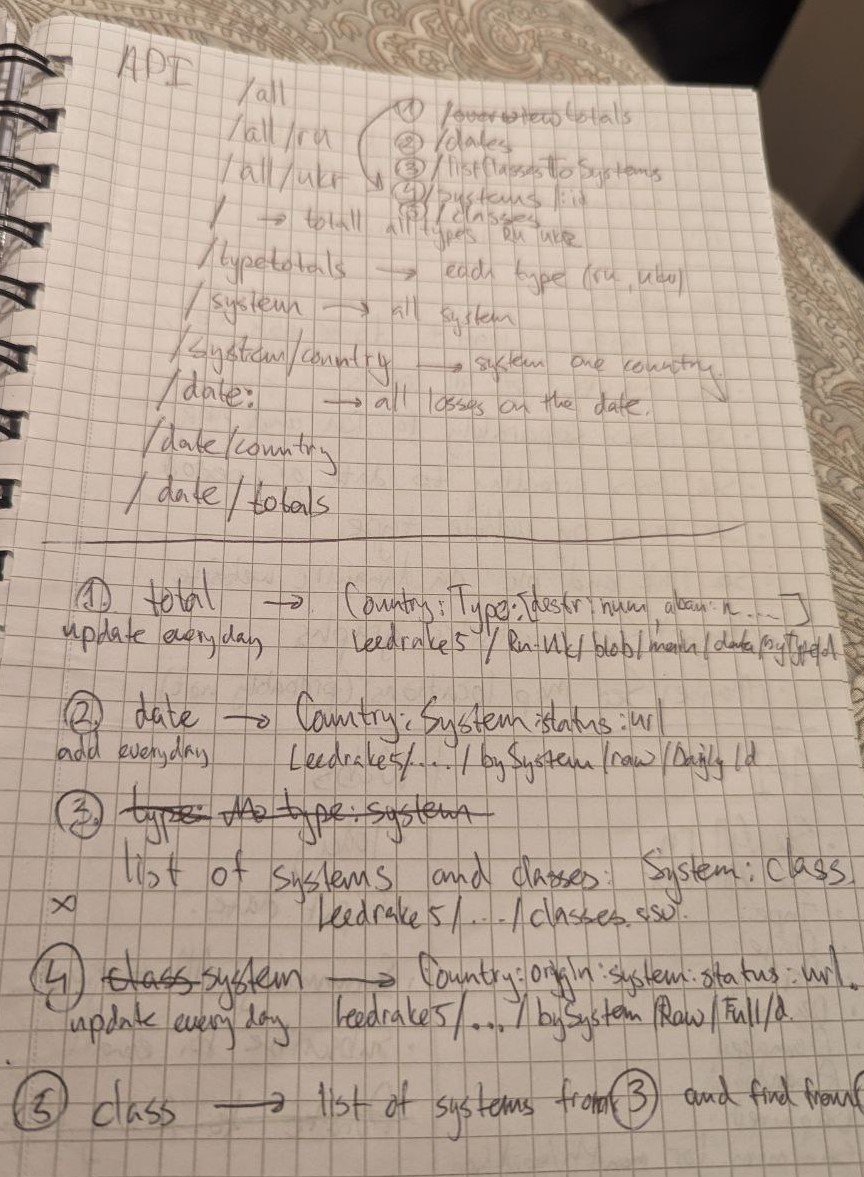 API
/all
/all/ru
/all/ukr
① /overview totals
② /dates
③ /listClassesToSystems
④ /systems /:id
⑤ /classes
/ → totall all types RU UKR
/typetotals → each type (ru, ukr)
/system → all system
/system/country → system one country
/date: → all losses on the date.
/date/country
/date/totals
① total → Country: Type: [destr: num, aban: n ....]
update everyday leedrake5 / Ru-Uk/blob/main/data/byType/d
② date → Country: System: status: url
add everyday Leedrake5/..../ bySystem/raw/Daily/d
③. type: type: system
list of systems and classes: System: class.
x leedrake5/.../classes.csv.
④ class system → Country: origin: system: status: url.
update every day leedrake5/.../ bySystem/Raw/Full/d.
⑤ class → list of systems from ③ and find from